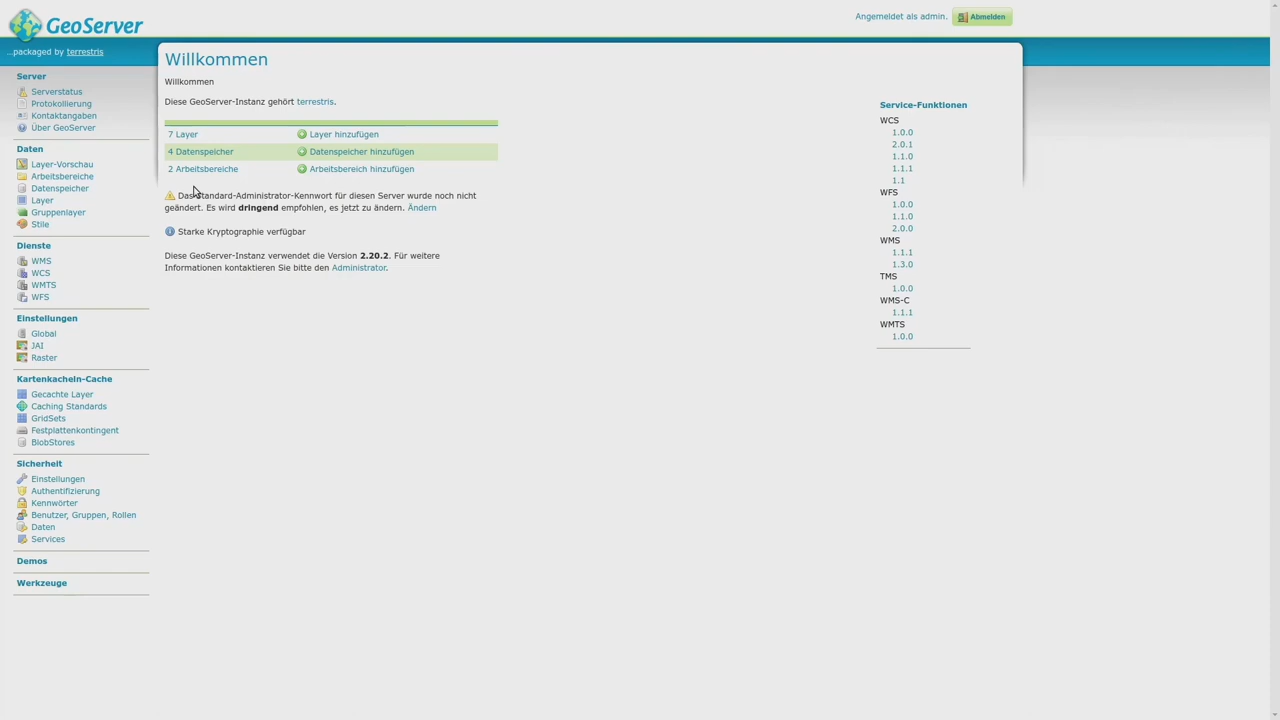 GeoServer
Angemeldet als admin.
Abmelden
...packaged by terrestris
Server
Serverstatus
Protokollierung
Kontaktangaben
Über GeoServer
Daten
Layer-Vorschau
Arbeitsbereiche
Datenspeicher
Layer
Gruppenlayer
Stile
Dienste
WMS
WCS
WMTS
WFS
Einstellungen
Global
JAI
Raster
Kartenkacheln-Cache
Gecachte Layer
Caching Standards
GridSets
Festplattenkontingent
BlobStores
Sicherheit
Einstellungen
Authentifizierung
Kennwörter
Benutzer, Gruppen, Rollen
Daten
Services
Demos
Werkzeuge
Willkommen
Willkommen
Diese GeoServer-Instanz gehört terrestris.
7 Layer Layer hinzufügen
4 Datenspeicher Datenspeicher hinzufügen
2 Arbeitsbereiche Arbeitsbereich hinzufügen
Das Standard-Administrator-Kennwort für diesen Server wurde noch nicht
geändert. Es wird dringend empfohlen, es jetzt zu ändern. Ändern
Starke Kryptographie verfügbar
Diese GeoServer-Instanz verwendet die Version 2.20.2. Für weitere
Informationen kontaktieren Sie bitte den Administrator.
Service-Funktionen
WCS
1.0.0
2.0.1
1.1.0
1.1.1
1.1
WFS
1.0.0
1.1.0
2.0.0
WMS
1.1.1
1.3.0
TMS
1.0.0
WMS-C
1.1.1
WMTS
1.0.0